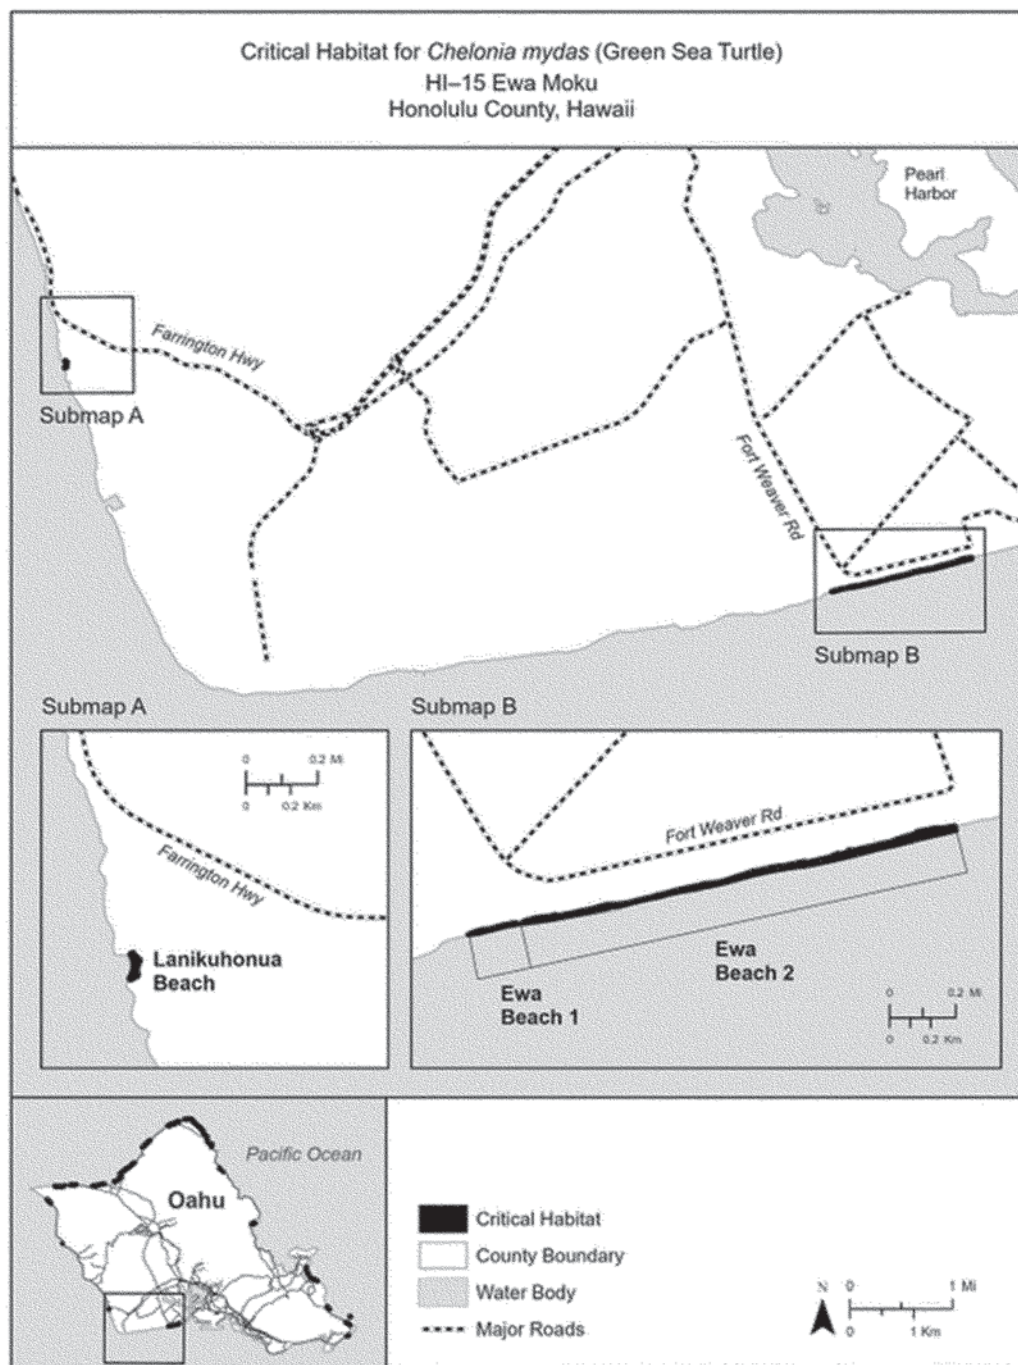 Critical Habitat for Chelonia mydas (Green Sea Turtle)
HI–15 Ewa Moku
Honolulu County, Hawaii
Pearl
Harbor
Farrington Hwy
Submap A
Fort Weaver Rd
Submap B
Submap A
0 0.2 Mi
0 0.2 Km
Farrington Hwy
Lanikuhonua
Beach
Submap B
Fort Weaver Rd
Ewa
Beach 2
Ewa
Beach 1
0 0.2 Mi
0 0.2 Km
Pacific Ocean
Oahu
Critical Habitat
County Boundary
Water Body
Major Roads
N
0 1 Mi
0 1 Km